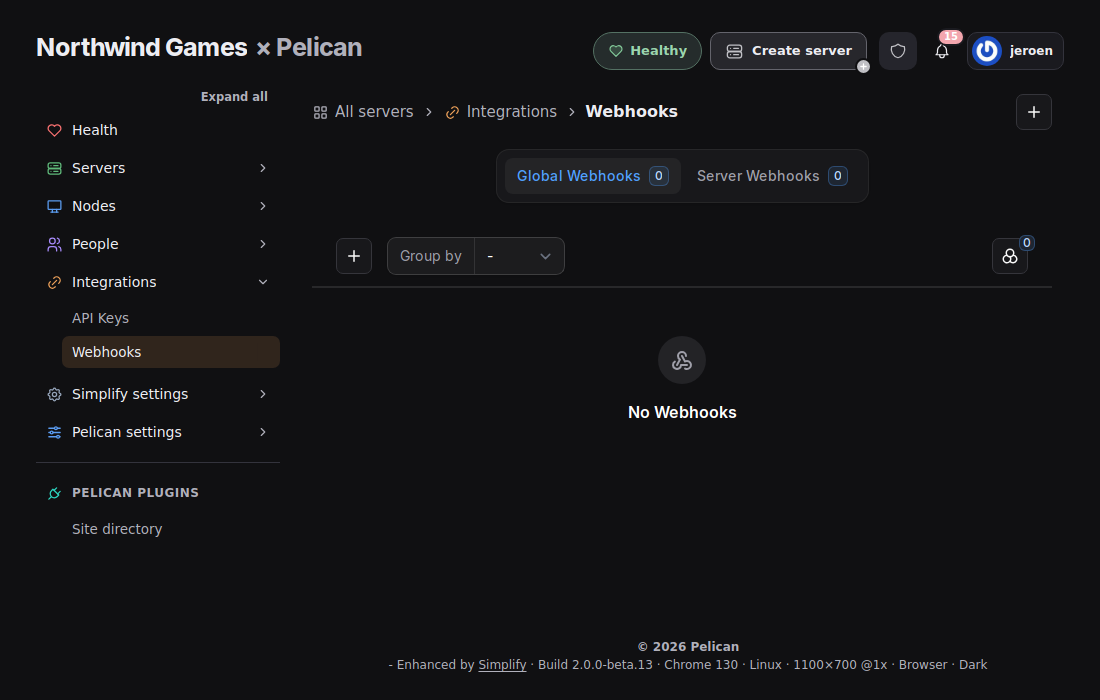 Northwind Games × Pelican
Healthy
Create server
15
jeroen
Expand all
Health
Servers
Nodes
People
Integrations
API Keys
Webhooks
Simplify settings
Pelican settings
PELICAN PLUGINS
Site directory
All servers > Integrations > Webhooks
Global Webhooks 0 Server Webhooks 0
Group by - 0
No Webhooks
© 2026 Pelican
- Enhanced by Simplify · Build 2.0.0-beta.13 · Chrome 130 · Linux · 1100×700 @1x · Browser · Dark